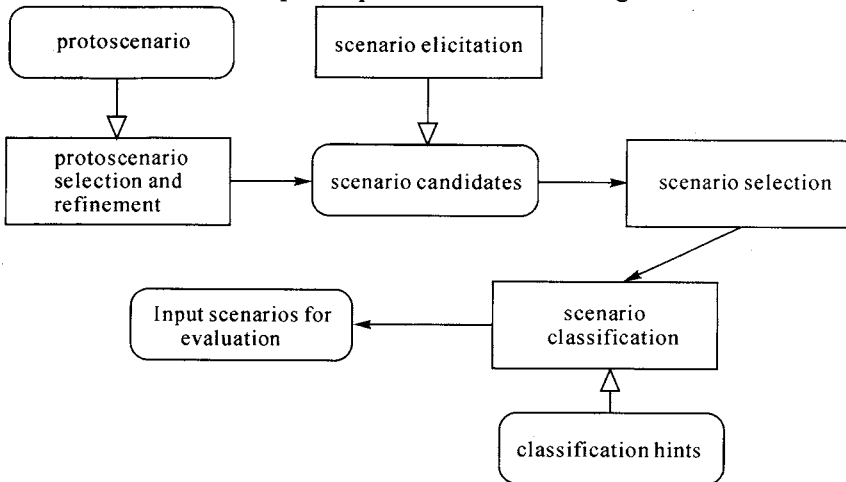 protoscenario
scenario elicitation
protoscenario
selection and
refinement
scenario candidates
scenario selection
Input scenarios for
evaluation
scenario
classification
classification hints